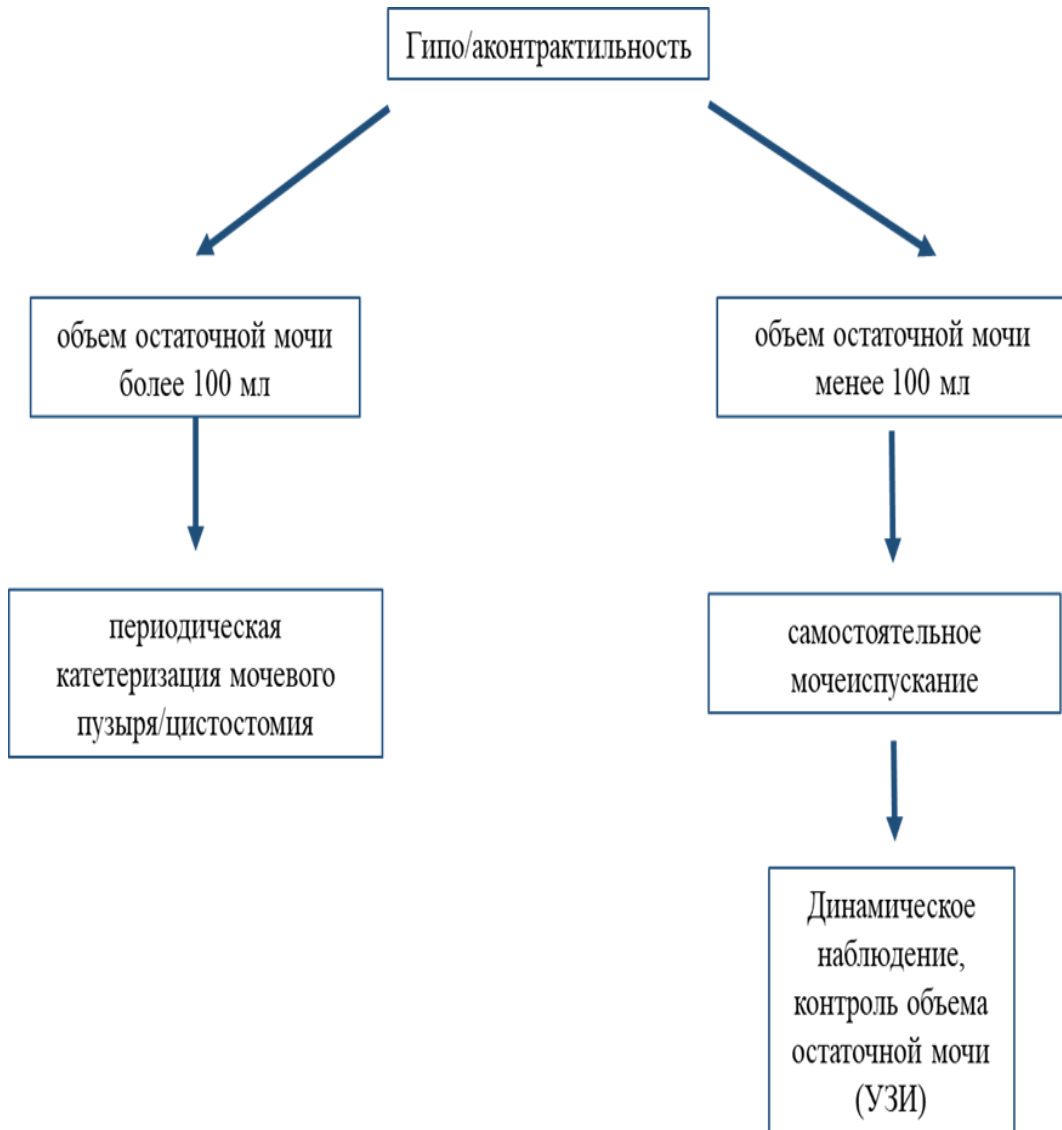 Гипо/аконтрактильность
объем остаточной мочи
более 100 мл
объем остаточной мочи
менее 100 мл
периодическая
катетеризация мочевого
пузыря/цистостомия
самостоятельное
мочеиспускание
Динамическое
наблюдение,
контроль объема
остаточной мочи
(УЗИ)